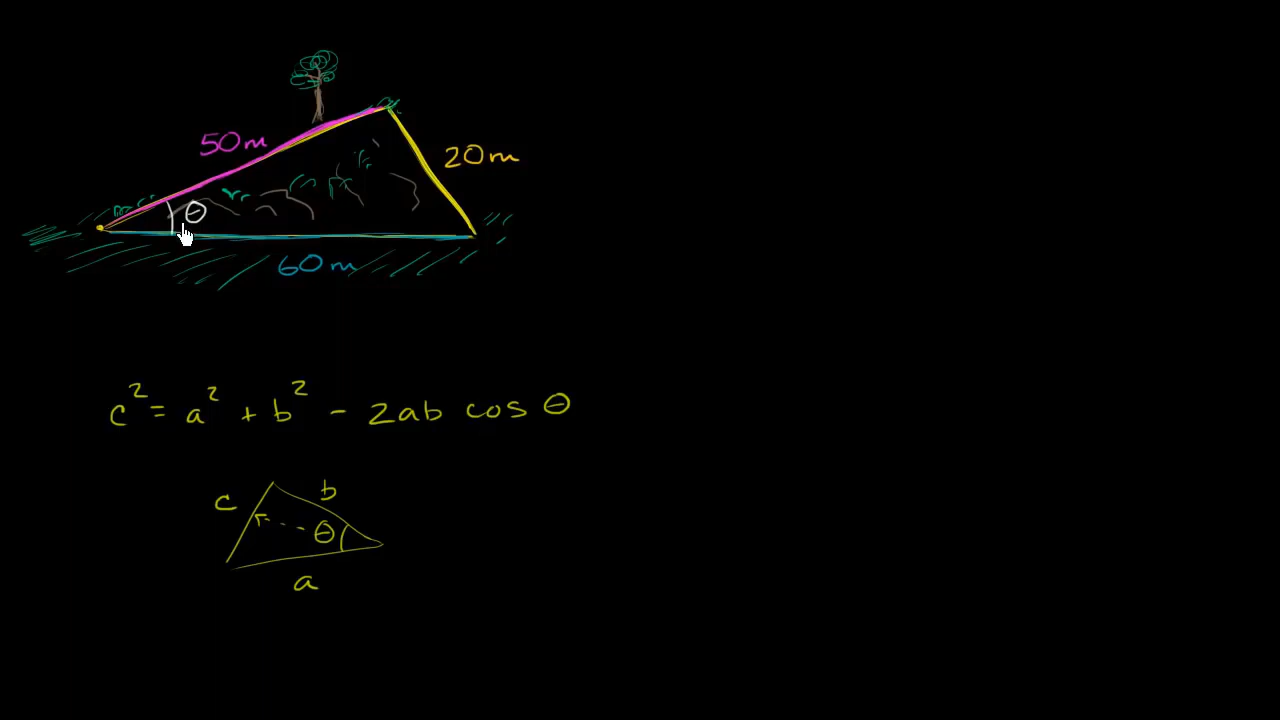 50m
20m
θ
60m
c² = a² + b² - 2ab cos θ
b
c
θ
a